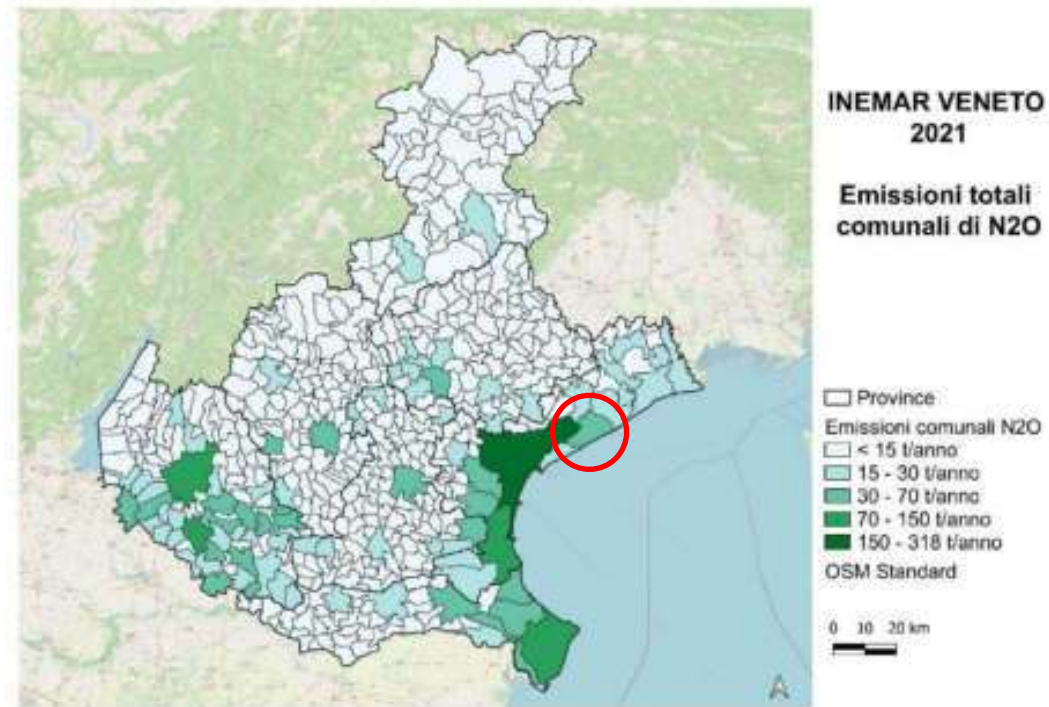 INEMAR VENETO
2021
Emissioni totali
comunali di N2O
Province
Emissioni comunali N2O
< 15 t/anno
15 - 30 t/anno
30 - 70 t/anno
70 - 150 t/anno
150 - 318 t/anno
OSM Standard
0 10 20 km